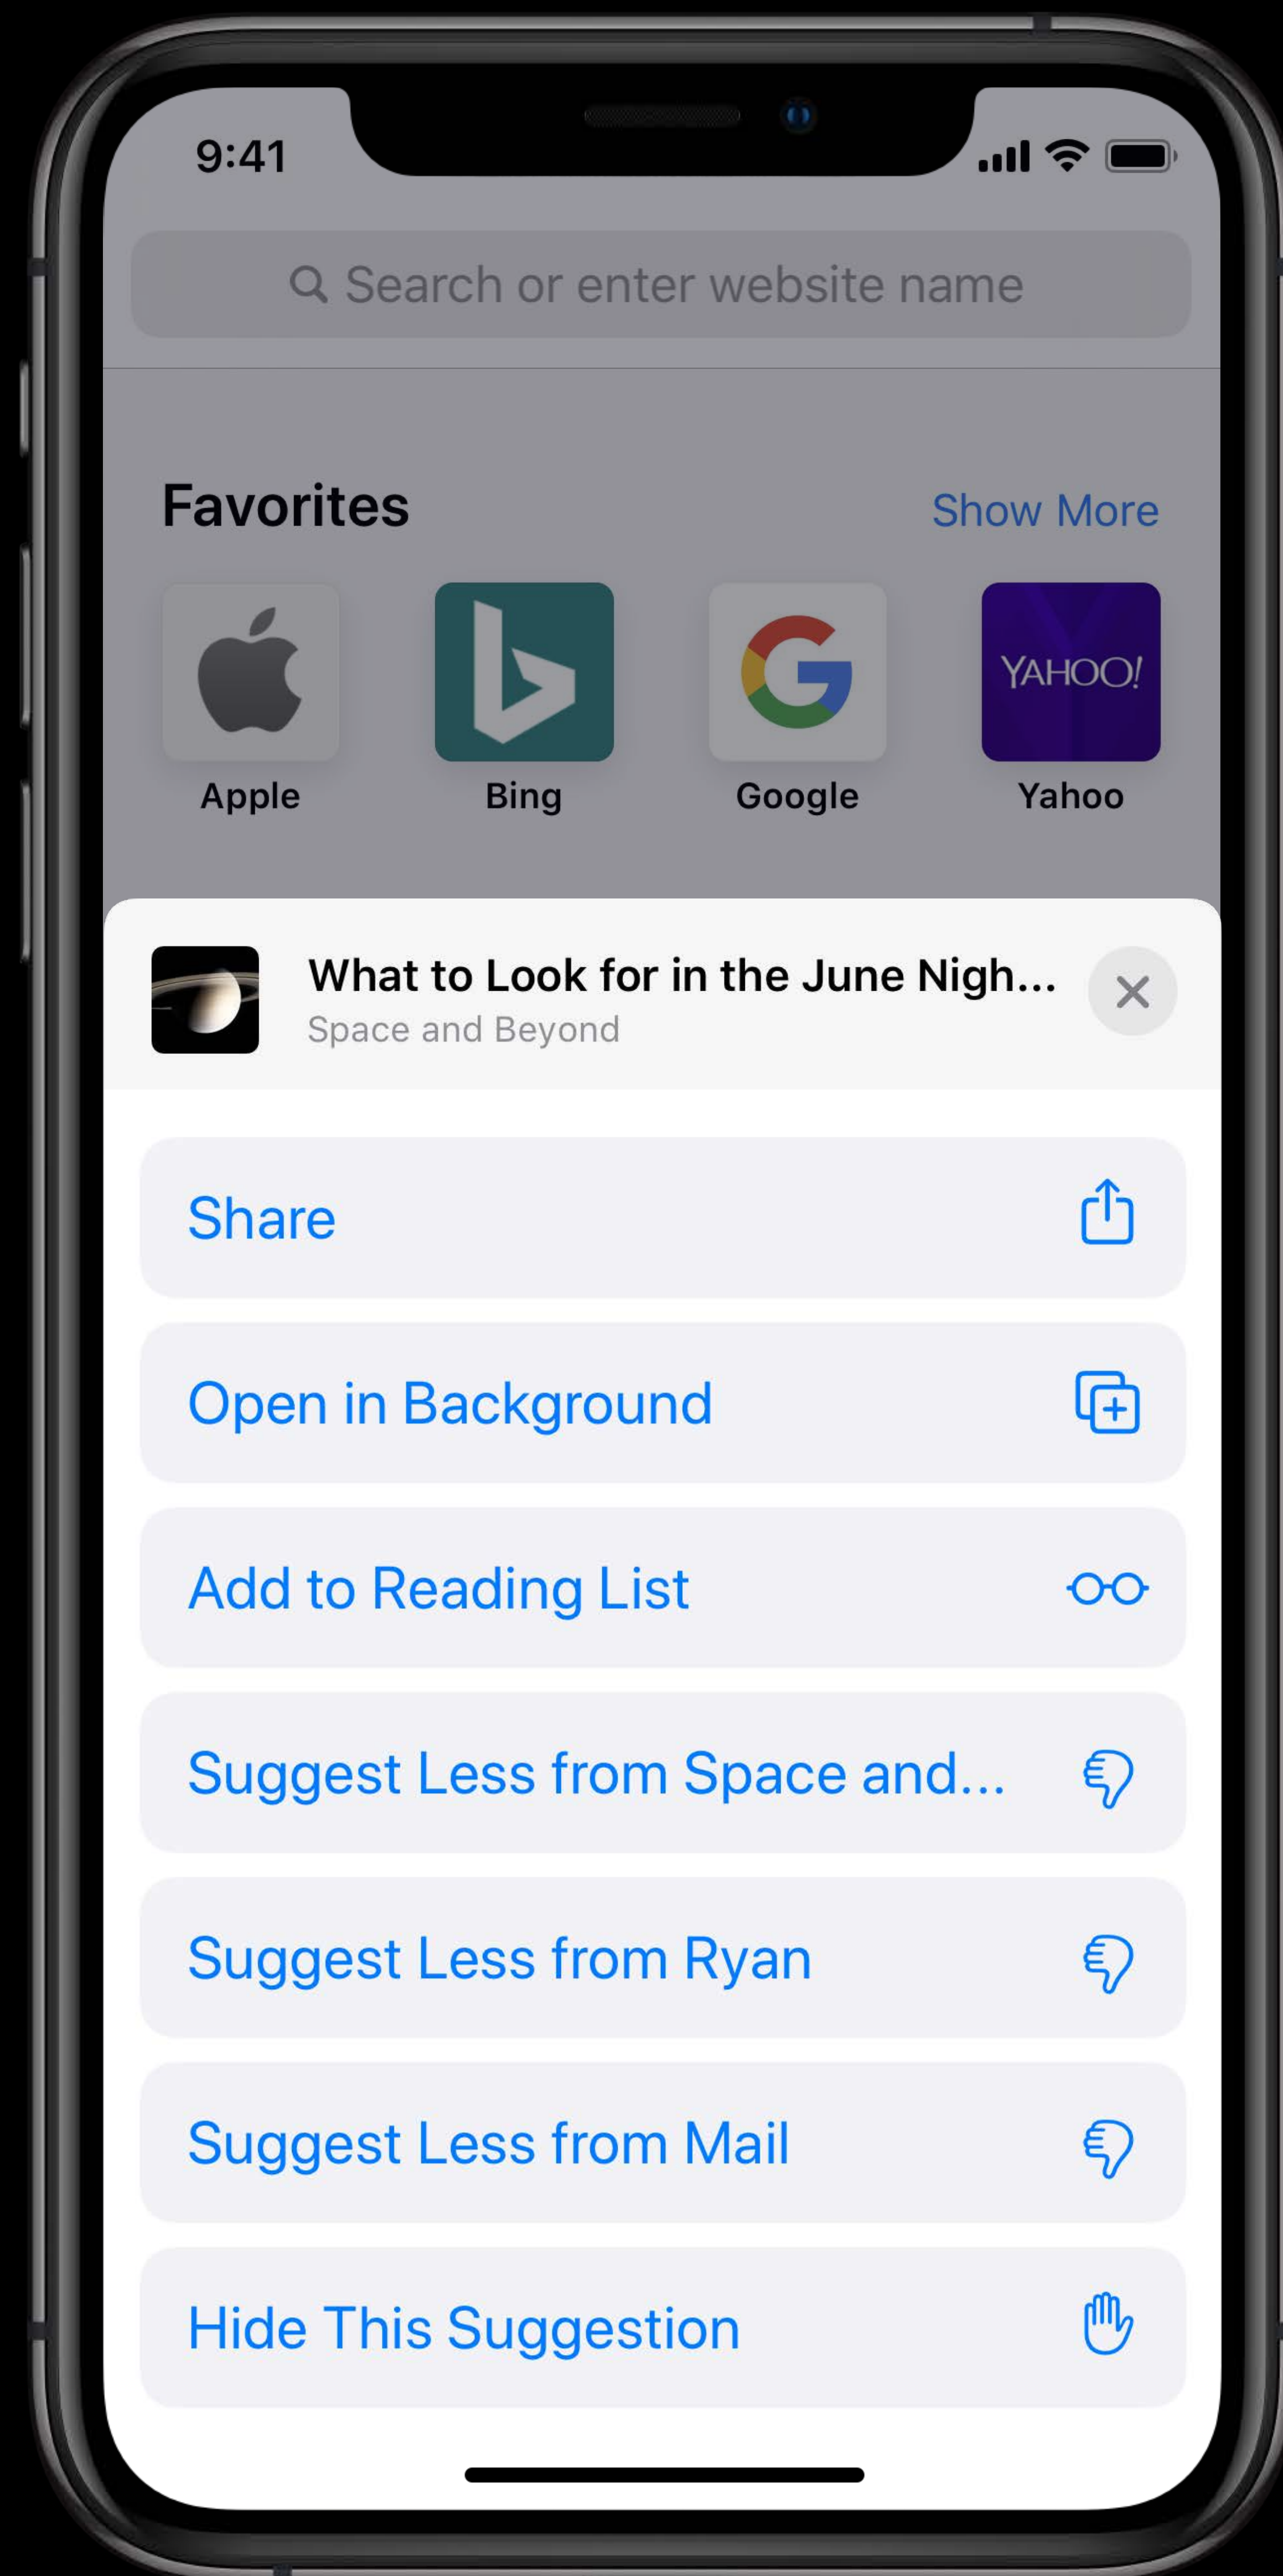 9:41
Search or enter website name
Favorites
Show More
YAHOO!
Apple
Bing
Google
Yahoo
What to Look for in the June Nigh...
Space and Beyond
Share
Open in Background
Add to Reading List
Suggest Less from Space and...
Suggest Less from Ryan
Suggest Less from Mail
Hide This Suggestion